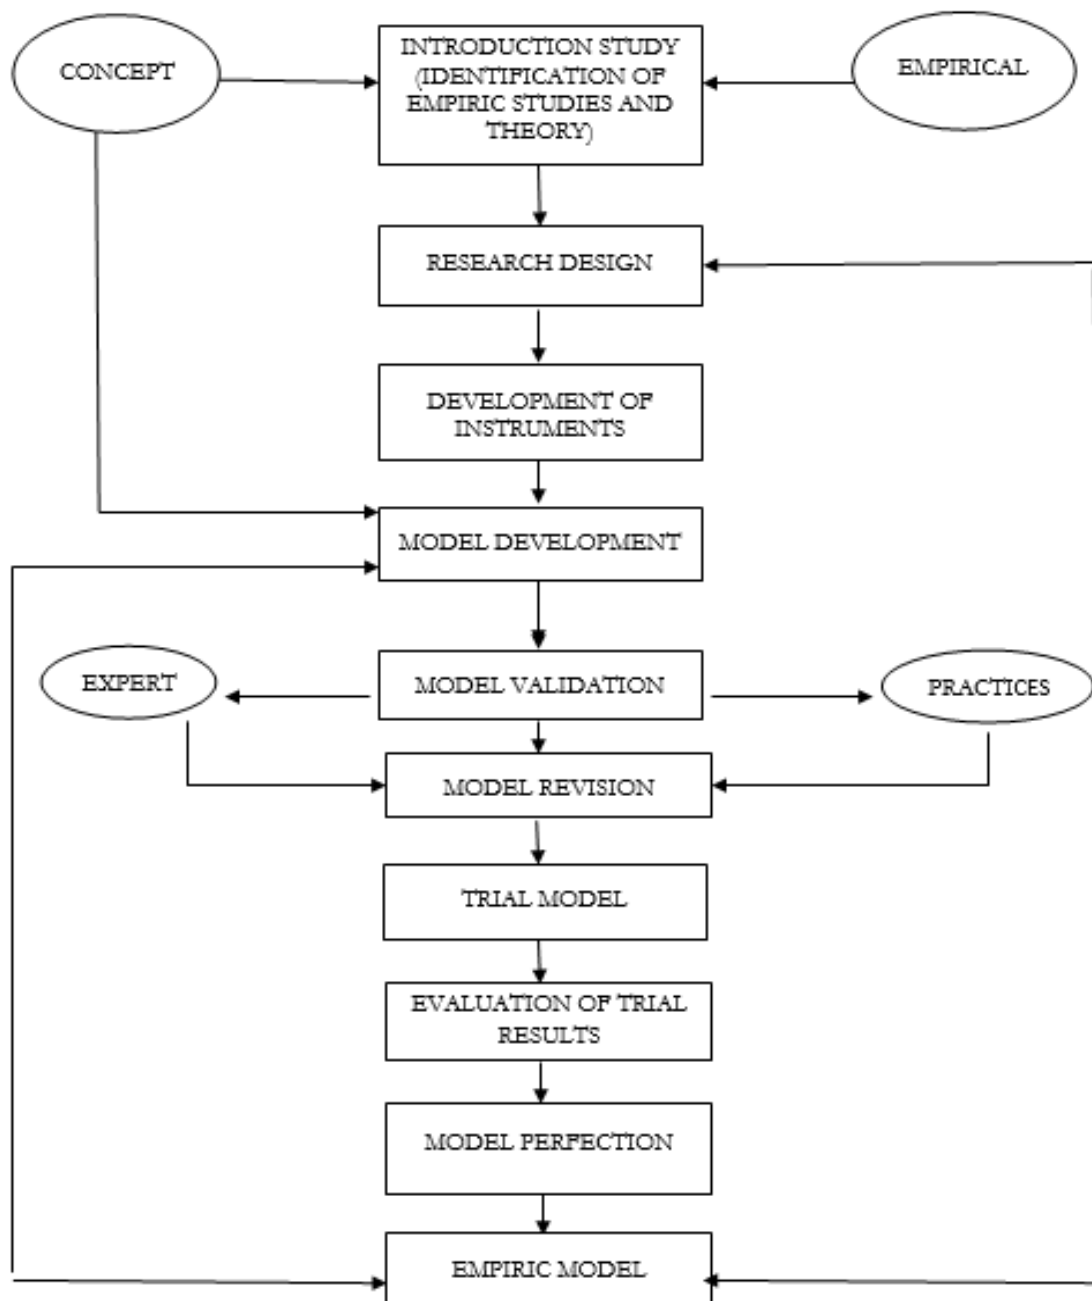 CONCEPT
INTRODUCTION STUDY
(IDENTIFICATION OF
EMPIRIC STUDIES AND
THEORY)
EMPIRICAL
RESEARCH DESIGN
DEVELOPMENT OF
INSTRUMENTS
MODEL DEVELOPMENT
EXPERT
MODEL VALIDATION
PRACTICES
MODEL REVISION
TRIAL MODEL
EVALUATION OF TRIAL
RESULTS
MODEL PERFECTION
EMPIRIC MODEL